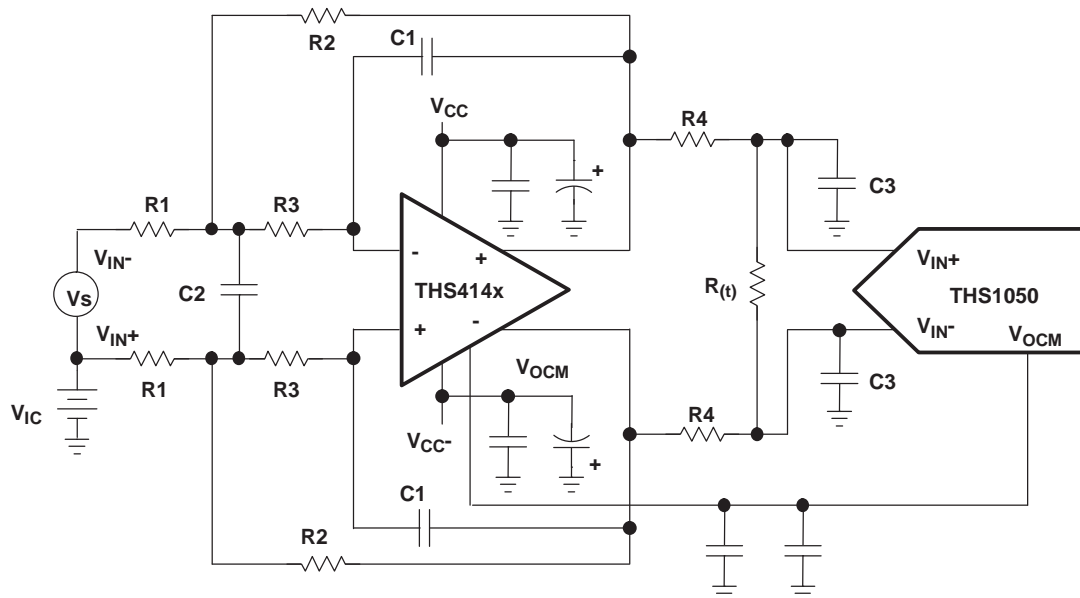 R2
C1
VCC
R4
C3
R1
R3
VIN-
-
+
Vs
C2
THS414x
R(t)
VIN+
THS1050
VIN+
+
-
VIN-
VOCM
R1
R3
VOCM
C3
VIC
VCC-
R4
+
C1
R2
+